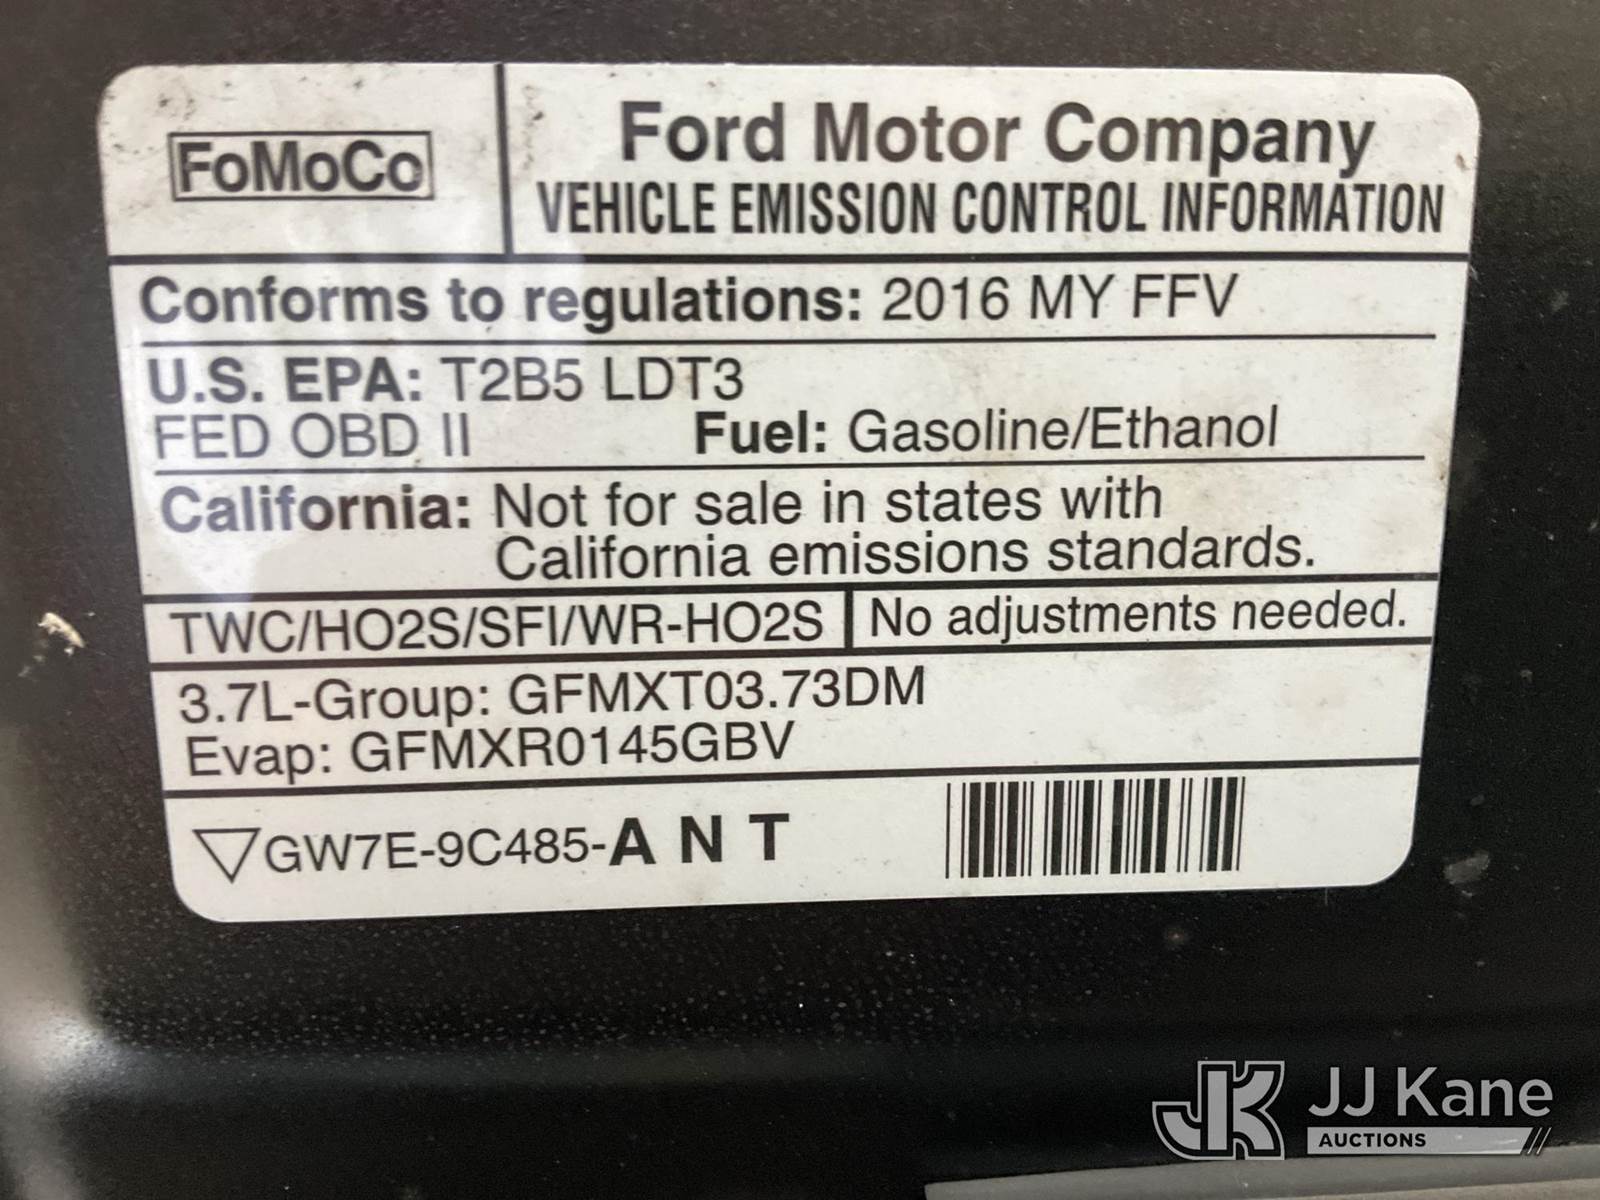 FoMoCo
Ford Motor Company
VEHICLE EMISSION CONTROL INFORMATION
Conforms to regulations: 2016 MY FFV
U.S. EPA: T2B5 LDT3
FED OBD II Fuel: Gasoline/Ethanol
California: Not for sale in states with
California emissions standards.
TWC/HO2S/SFI/WR-HO2S No adjustments needed.
3.7L-Group: GFMXT03.73DM
Evap: GFMXR0145GBV
GW7E-9C485-A N T
JK JJ Kane
AUCTIONS